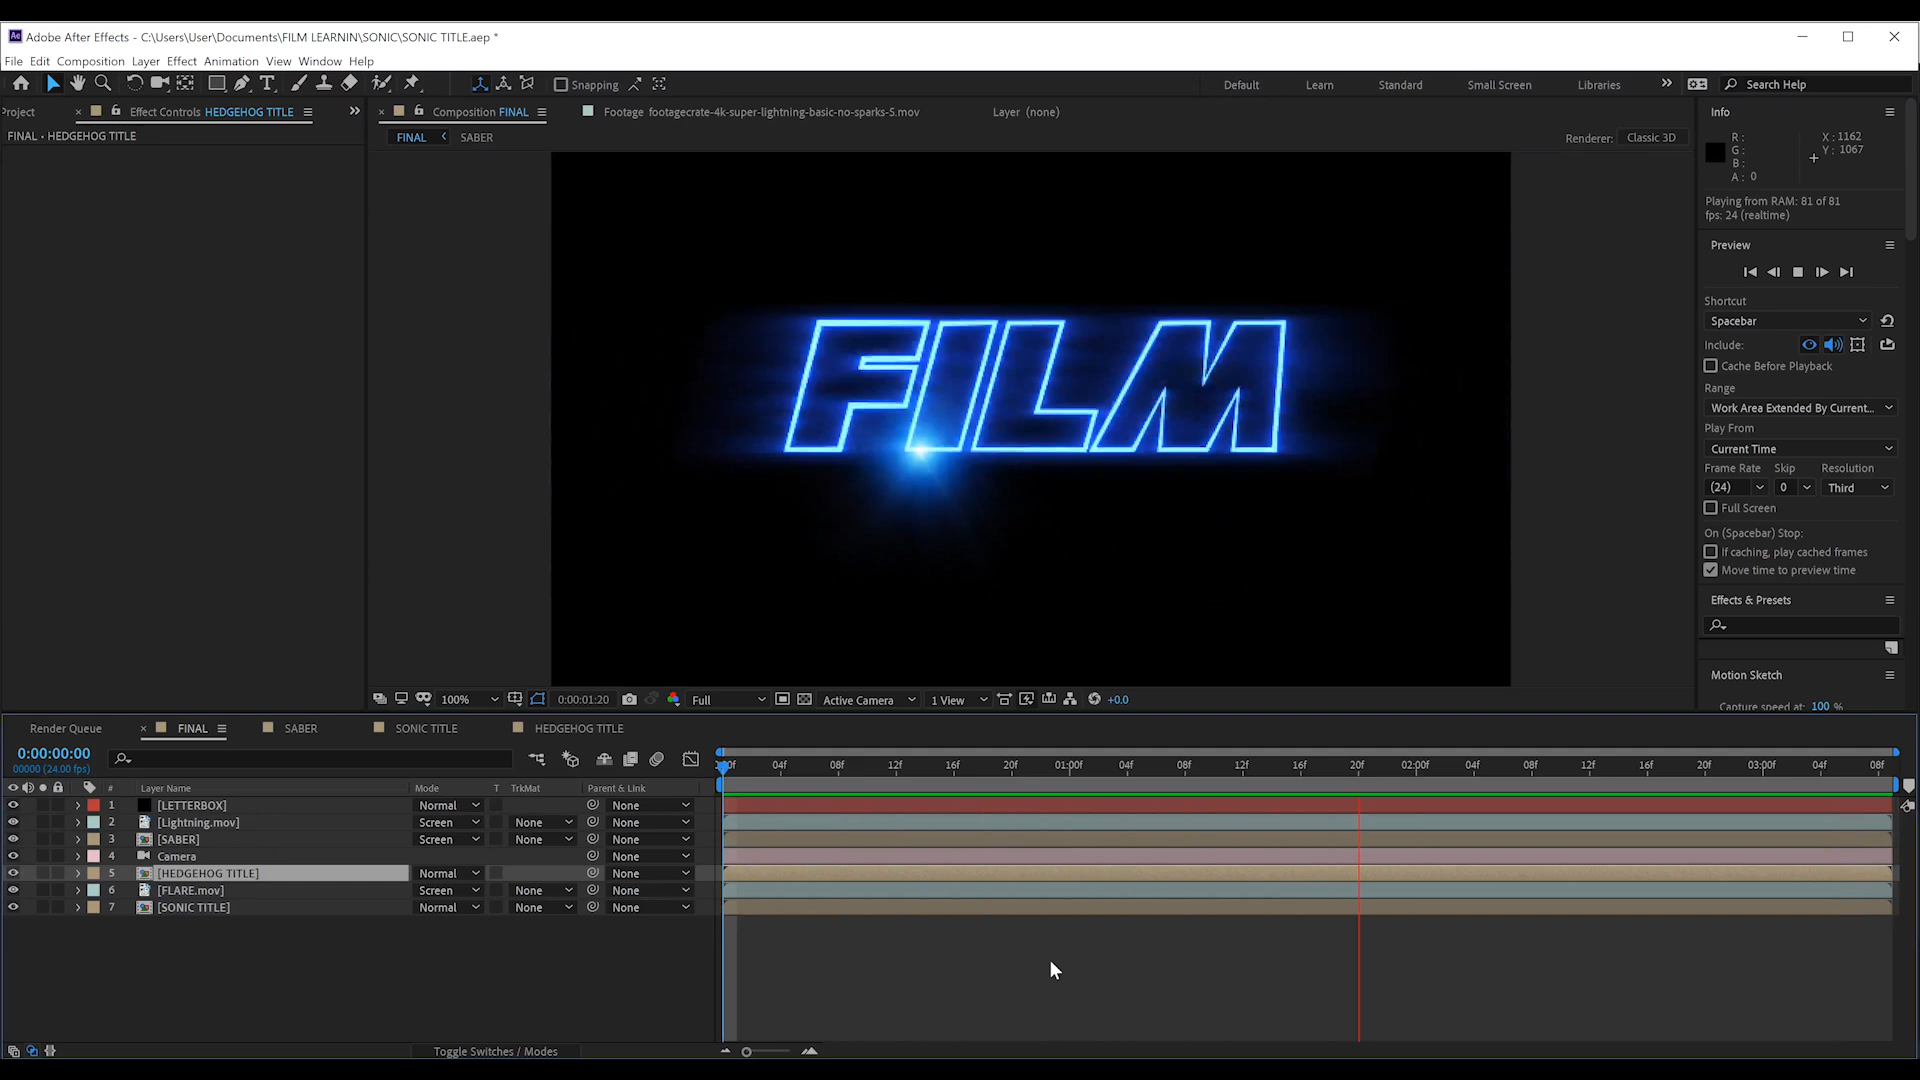 Adobe After Effects - C:\Users\User\Documents\FILM LEARNIN\SONIC\SONIC TITLE.aep *
File Edit Composition Layer Effect Animation View Window Help
Snapping
Default Learn Standard Small Screen Libraries Search Help
Project Effect Controls HEDGEHOG TITLE
FINAL • HEDGEHOG TITLE
Composition FINAL Footage footagecrate-4k-super-lightning-basic-no-sparks-5.mov Layer (none)
FINAL SABER
Renderer: Classic 3D
FILM
100% 0:00:01:20 Full Active Camera 1 View +0.0
Info
R :
G :
B :
A : 0
X : 1162
Y : 1067
Playing from RAM: 81 of 81
fps: 24 (realtime)
Preview
Shortcut
Spacebar
Include:
Cache Before Playback
Range
Work Area Extended By Current...
Play From
Current Time
Frame Rate Skip Resolution
(24) 0 Third
Full Screen
On (Spacebar) Stop:
If caching, play cached frames
Move time to preview time
Effects & Presets
Motion Sketch
Capture speed at: 100 %
Render Queue FINAL SABER SONIC TITLE HEDGEHOG TITLE
0:00:00:00
00000 (24.00 fps)
04f 08f 12f 16f 20f 01:00f 04f 08f 12f 16f 20f 02:00f 04f 08f 12f 16f 20f 03:00f 04f 08f
# Layer Name Mode T TrkMat Parent & Link
1 [LETTERBOX] Normal None
2 [Lightning.mov] Screen None None
3 [SABER] Screen None None
4 Camera None
5 [HEDGEHOG TITLE] Normal None
6 [FLARE.mov] Screen None None
7 [SONIC TITLE] Normal None None
Toggle Switches / Modes